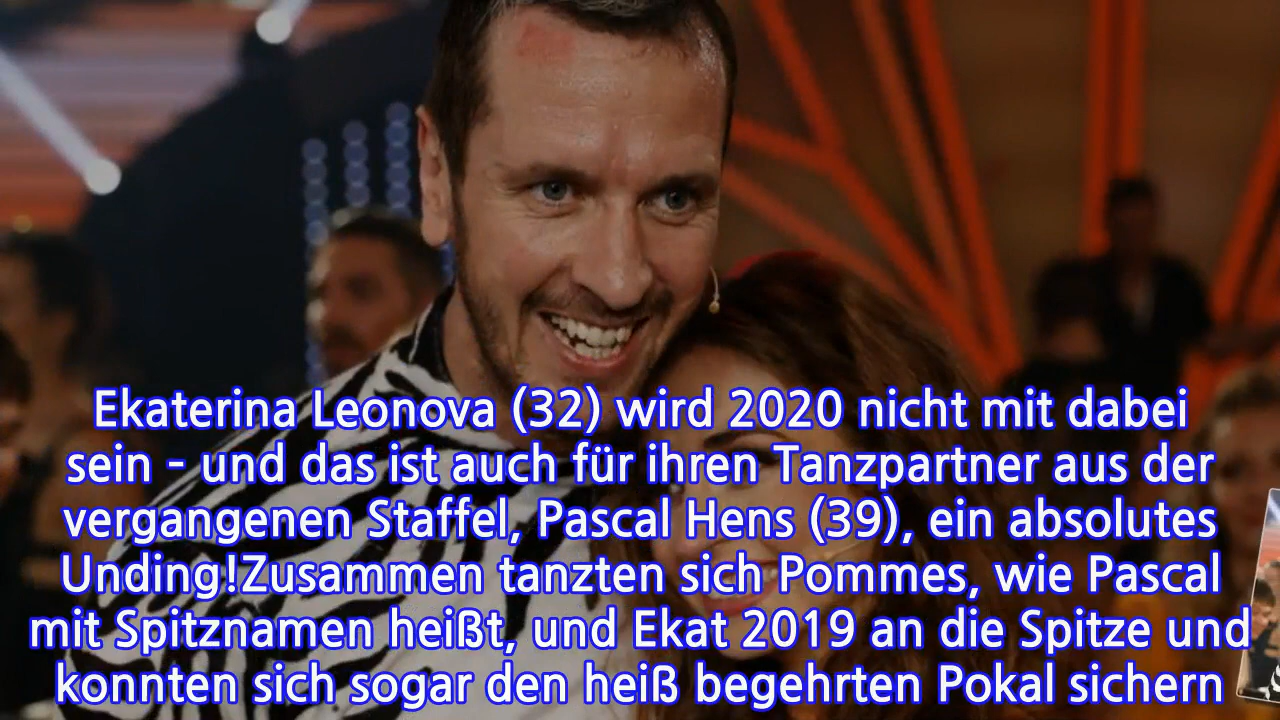 Ekaterina Leonova (32) wird 2020 nicht mit dabei
sein - und das ist auch für ihren Tanzpartner aus der
vergangenen Staffel, Pascal Hens (39), ein absolutes
Unding!Zusammen tanzten sich Pommes, wie Pascal
mit Spitznamen heißt, und Ekat 2019 an die Spitze und
konnten sich sogar den heiß begehrten Pokal sichern